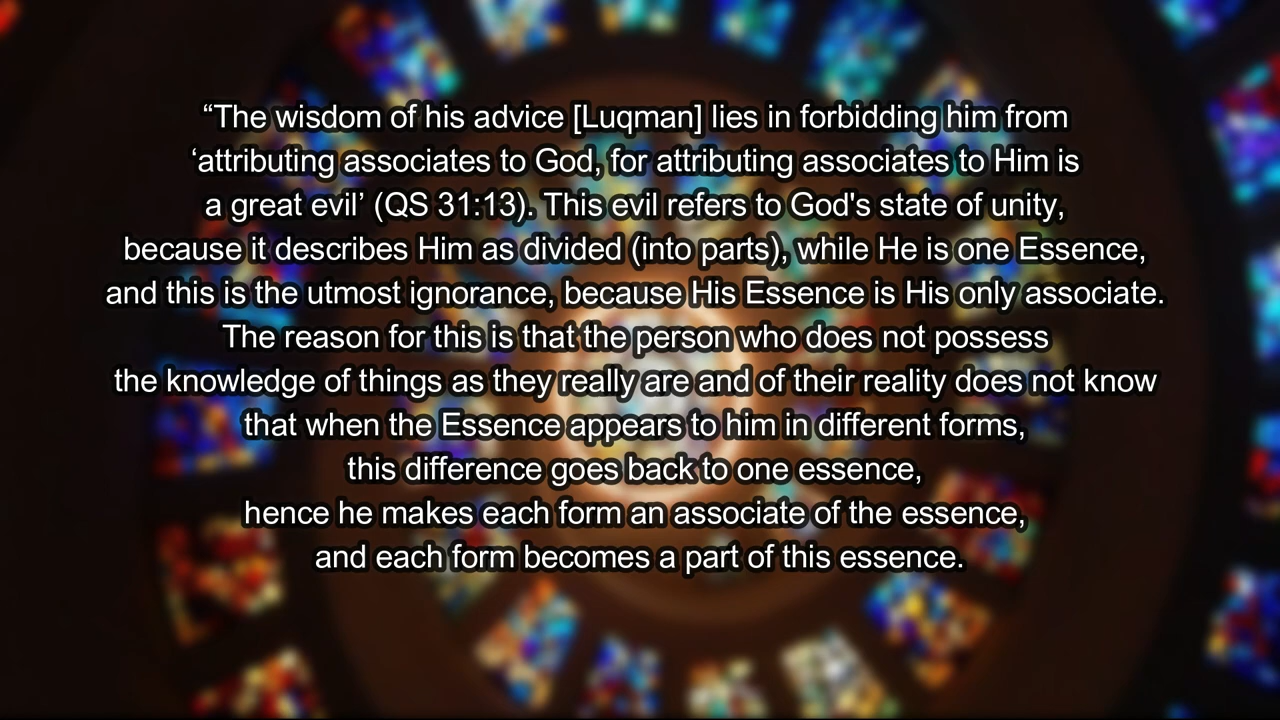 “The wisdom of his advice [Luqman] lies in forbidding him from
‘attributing associates to God, for attributing associates to Him is
a great evil’ (QS 31:13). This evil refers to God's state of unity,
because it describes Him as divided (into parts), while He is one Essence,
and this is the utmost ignorance, because His Essence is His only associate.
The reason for this is that the person who does not possess
the knowledge of things as they really are and of their reality does not know
that when the Essence appears to him in different forms,
this difference goes back to one essence,
hence he makes each form an associate of the essence,
and each form becomes a part of this essence.